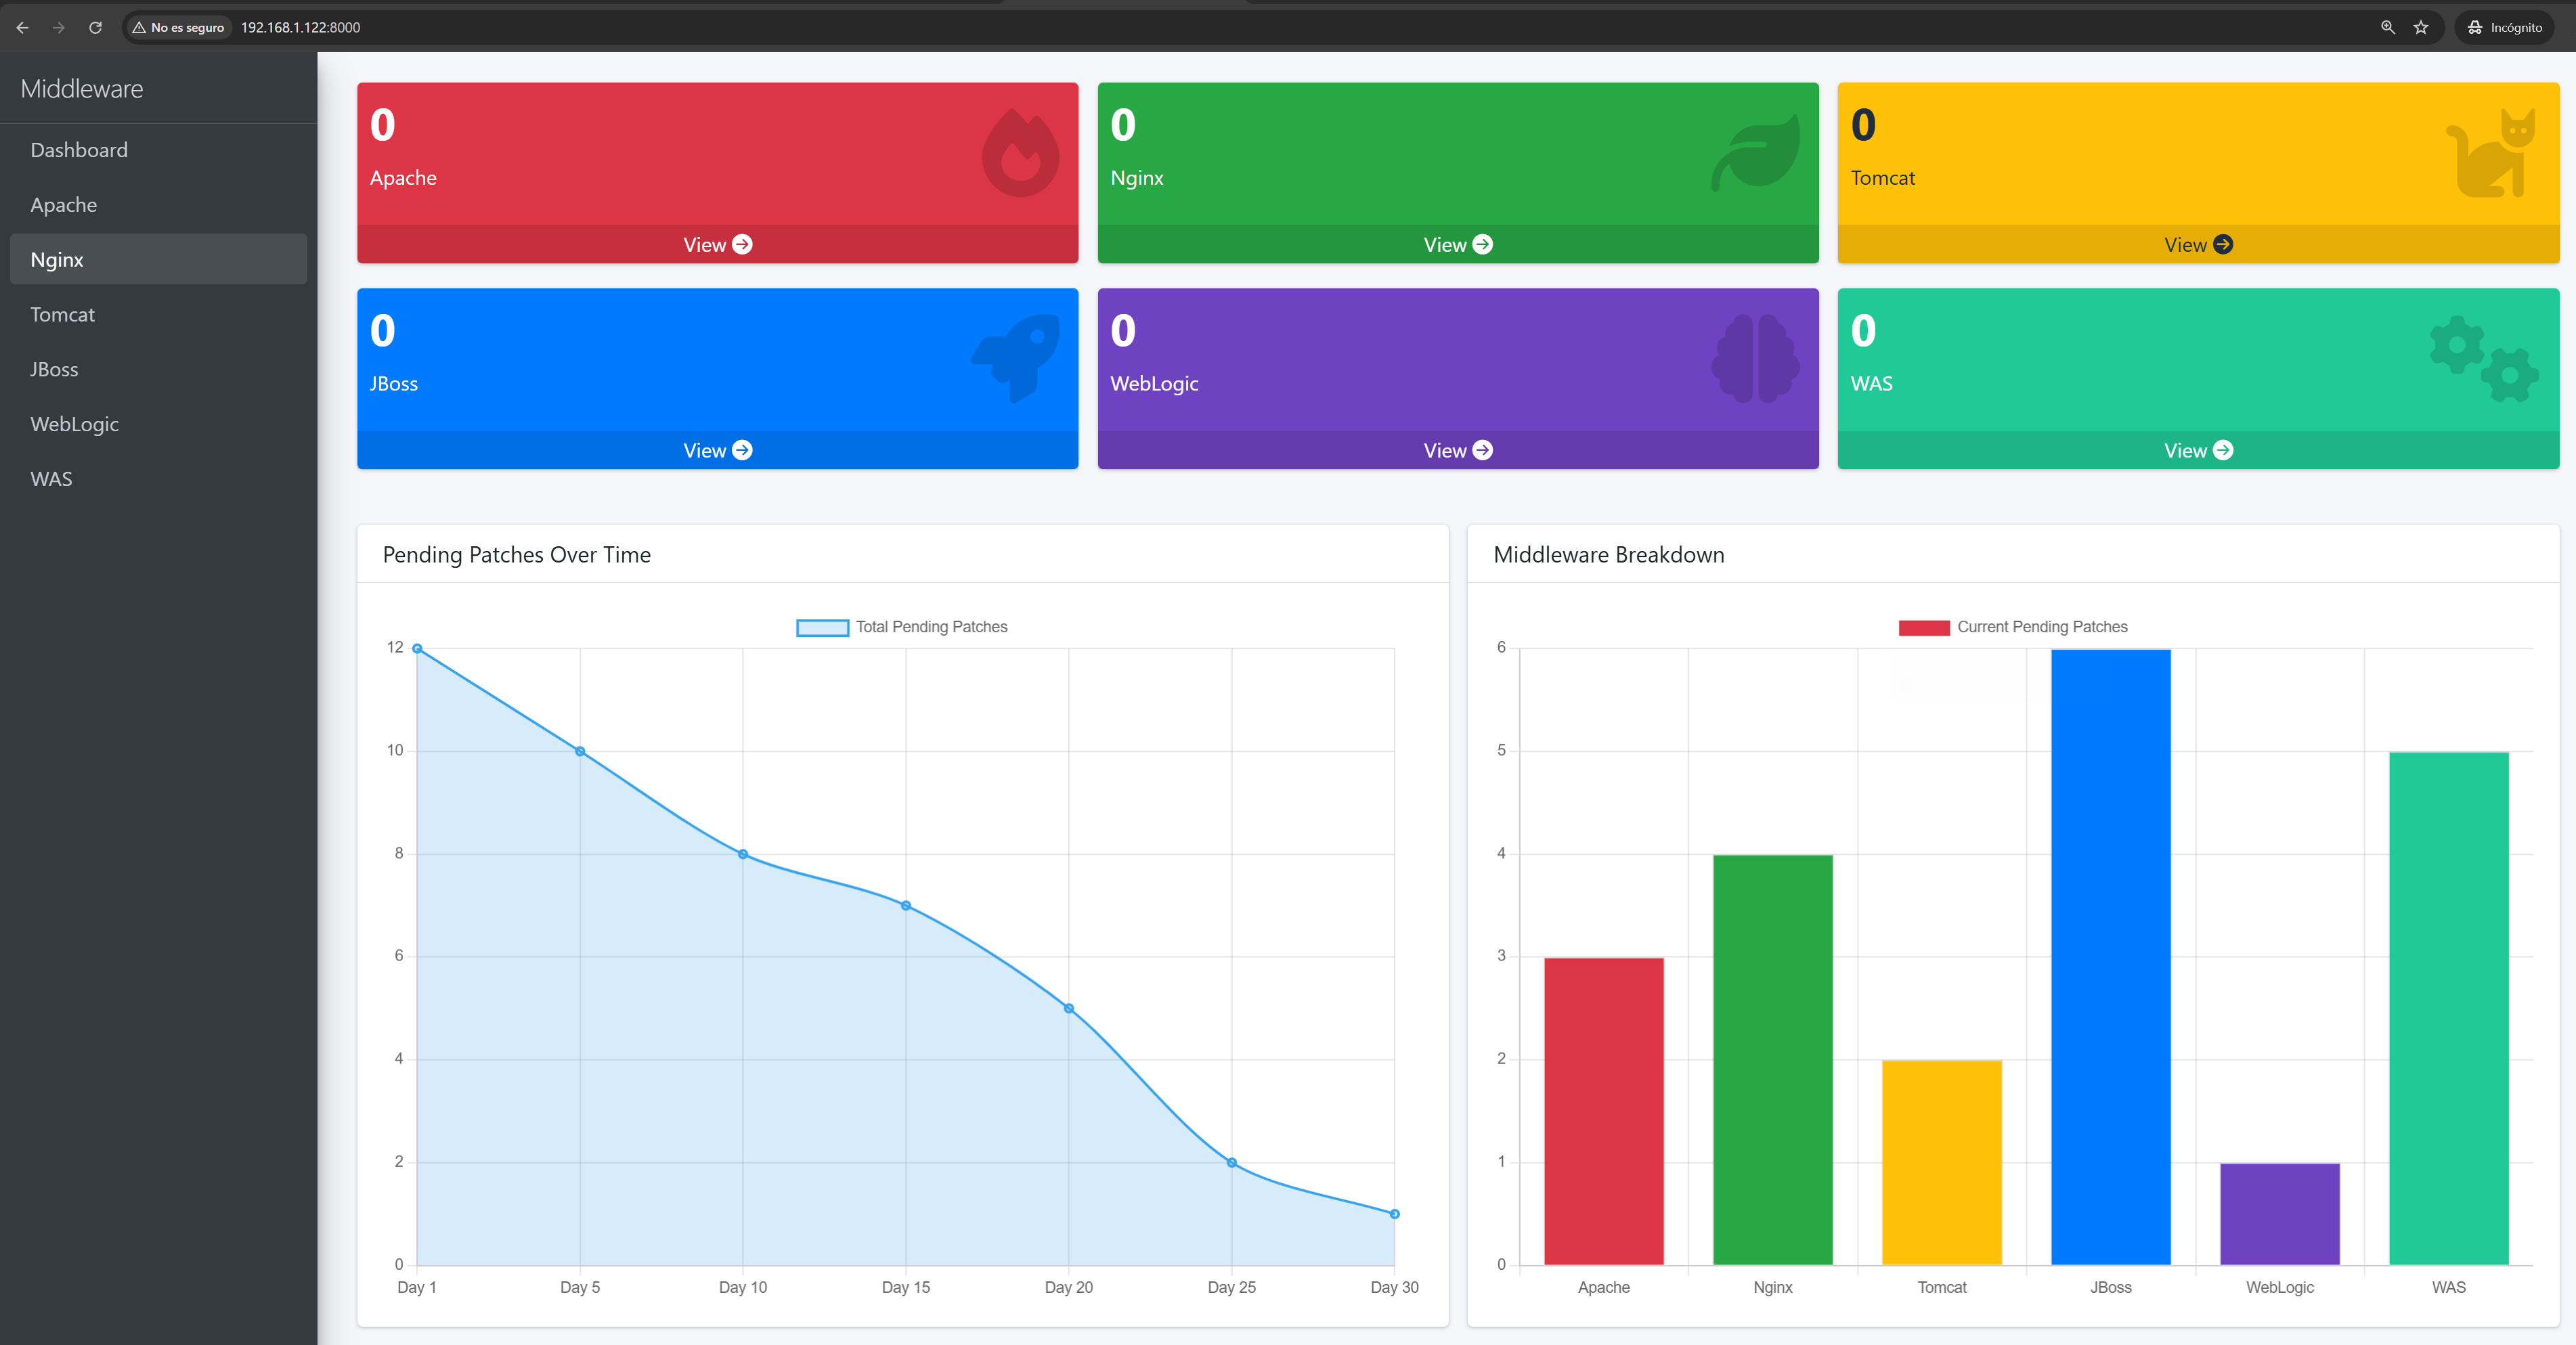 No es seguro 192.168.1.122:8000 Incógnito
Middleware
Dashboard
Apache
Nginx
Tomcat
JBoss
WebLogic
WAS
0
Apache
View
0
Nginx
View
0
Tomcat
View
0
JBoss
View
0
WebLogic
View
0
WAS
View
Pending Patches Over Time
Total Pending Patches
12
10
8
6
4
2
0
Day 1 Day 5 Day 10 Day 15 Day 20 Day 25 Day 30
Middleware Breakdown
Current Pending Patches
6
5
4
3
2
1
0
Apache Nginx Tomcat JBoss WebLogic WAS